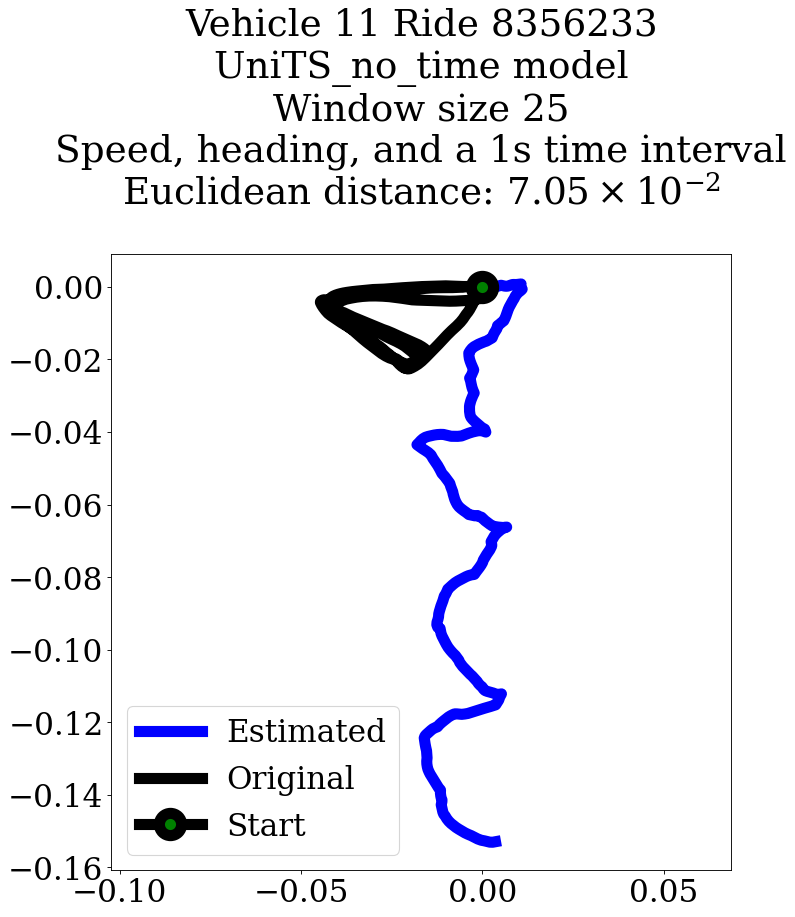 Vehicle 11 Ride 8356233
UniTS_no_time model
Window size 25
Speed, heading, and a 1s time interval
Euclidean distance: 7.05 × 10⁻²
0.00
−0.02
−0.04
−0.06
−0.08
−0.10
−0.12
−0.14
−0.16
Estimated
Original
Start
−0.10
−0.05
0.00
0.05